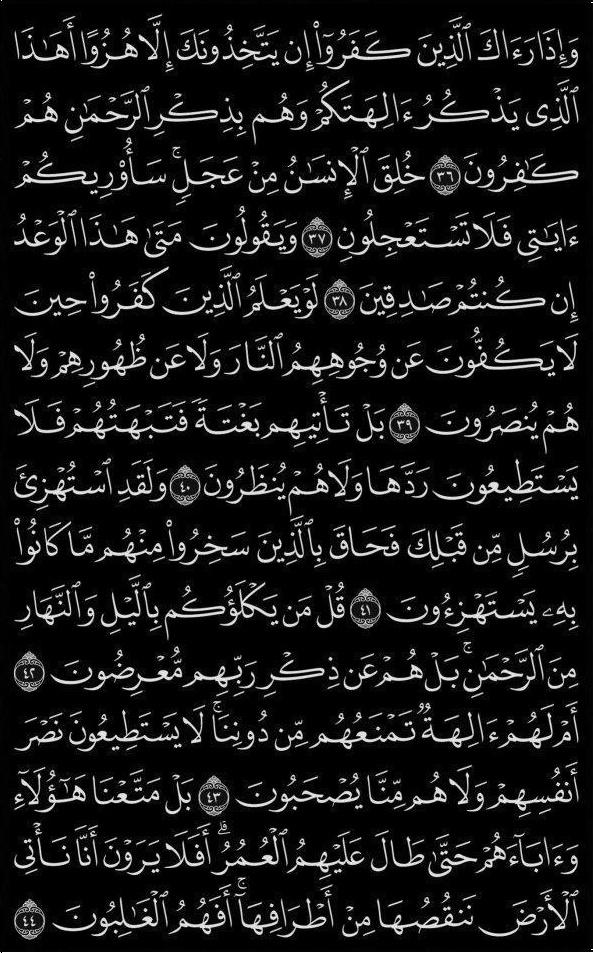 وَإِذَا رَءَاكَ ٱلَّذِينَ كَفَرُوٓا۟ إِن يَتَّخِذُونَكَ إِلَّا هُزُوًا أَهَـٰذَا
ٱلَّذِى يَذْكُرُ ءَالِهَتَكُمْ وَهُم بِذِكْرِ ٱلرَّحْمَـٰنِ هُمْ
كَـٰفِرُونَ ٣٦ خُلِقَ ٱلْإِنسَـٰنُ مِنْ عَجَلٍ ۚ سَأُو۟رِيكُمْ
ءَايَـٰتِى فَلَا تَسْتَعْجِلُونِ ٣٧ وَيَقُولُونَ مَتَىٰ هَـٰذَا ٱلْوَعْدُ
إِن كُنتُمْ صَـٰدِقِينَ ٣٨ لَوْ يَعْلَمُ ٱلَّذِينَ كَفَرُوا۟ حِينَ
لَا يَكُفُّونَ عَن وُجُوهِهِمُ ٱلنَّارَ وَلَا عَن ظُهُورِهِمْ وَلَا
هُمْ يُنصَرُونَ ٣٩ بَلْ تَأْتِيهِم بَغْتَةً فَتَبْهَتُهُمْ فَلَا
يَسْتَطِيعُونَ رَدَّهَا وَلَا هُمْ يُنظَرُونَ ٤٠ وَلَقَدِ ٱسْتُهْزِئَ
بِرُسُلٍ مِّن قَبْلِكَ فَحَاقَ بِٱلَّذِينَ سَخِرُوا۟ مِنْهُم مَّا كَانُوا۟
بِهِۦ يَسْتَهْزِءُونَ ٤١ قُلْ مَن يَكْلَؤُكُم بِٱلَّيْلِ وَٱلنَّهَارِ
مِنَ ٱلرَّحْمَـٰنِ ۗ بَلْ هُمْ عَن ذِكْرِ رَبِّهِم مُّعْرِضُونَ ٤٢
أَمْ لَهُمْ ءَالِهَةٌ تَمْنَعُهُم مِّن دُونِنَا ۚ لَا يَسْتَطِيعُونَ نَصْرَ
أَنفُسِهِمْ وَلَا هُم مِّنَّا يُصْحَبُونَ ٤٣ بَلْ مَتَّعْنَا هَـٰٓؤُلَآءِ
وَءَابَآءَهُمْ حَتَّىٰ طَالَ عَلَيْهِمُ ٱلْعُمُرُ ۗ أَفَلَا يَرَوْنَ أَنَّا نَأْتِى
ٱلْأَرْضَ نَنقُصُهَا مِنْ أَطْرَافِهَآ ۚ أَفَهُمُ ٱلْغَـٰلِبُونَ ٤٤